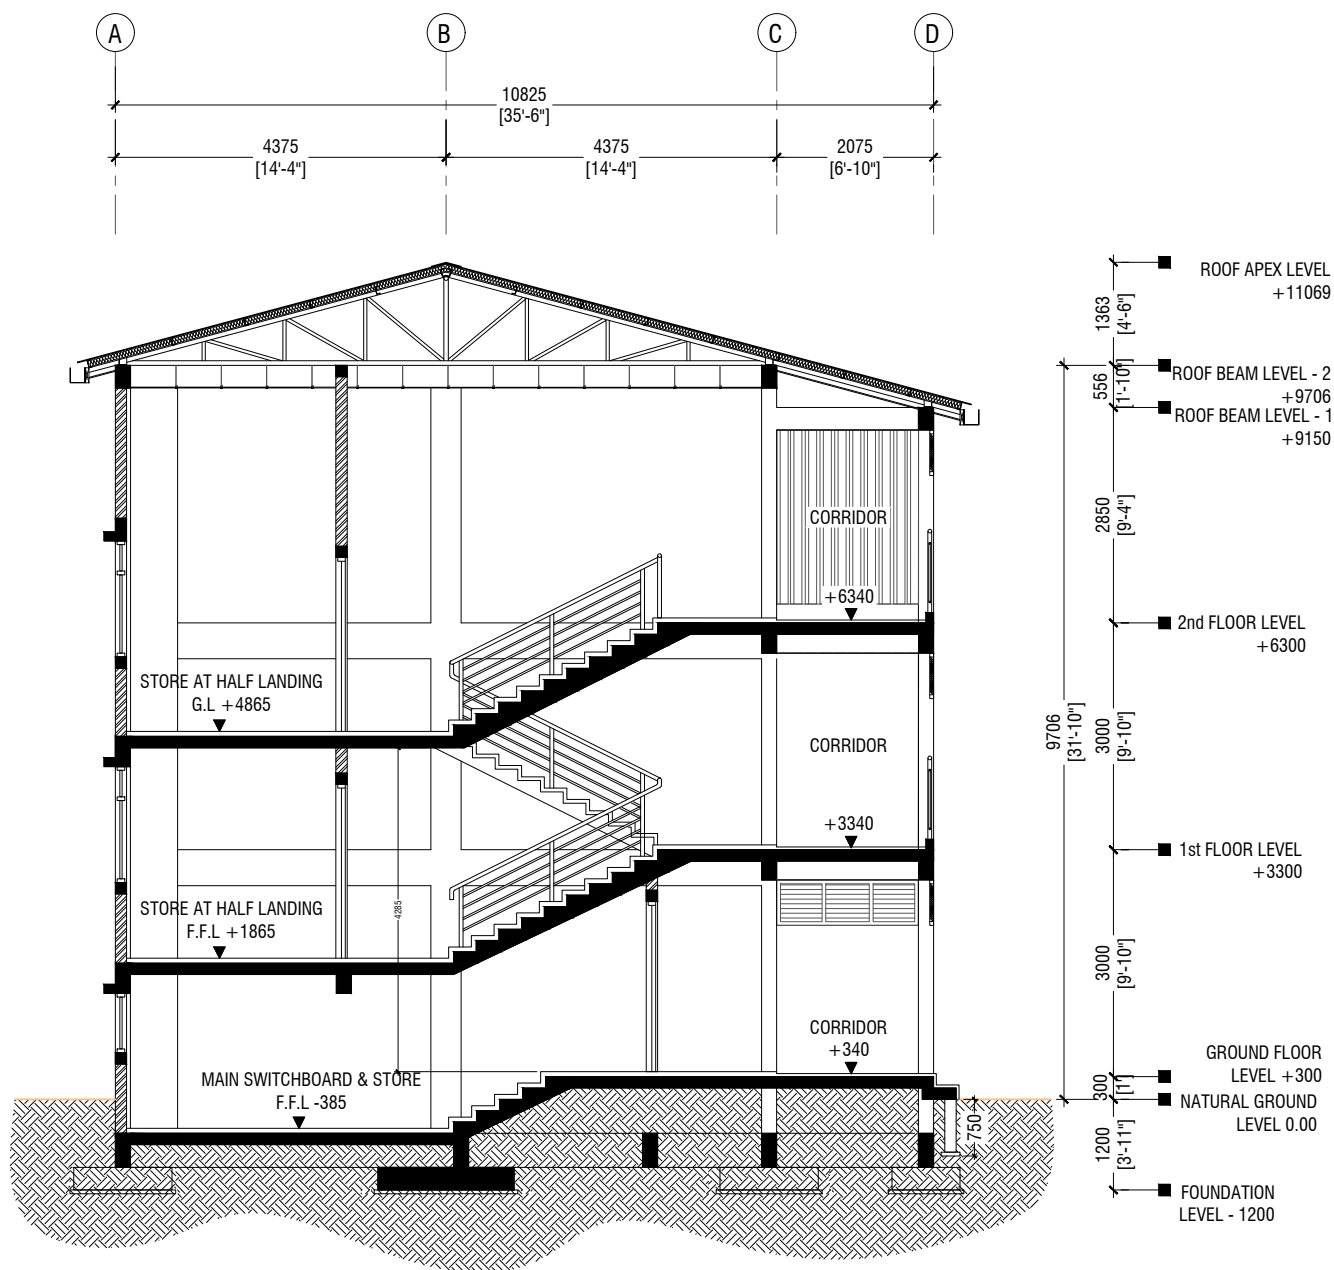 A
B
C
D
10825
[35'-6"]
4375
[14'-4"]
4375
[14'-4"]
2075
[6'-10"]
ROOF APEX LEVEL
+11069
1363
[4'-6"]
ROOF BEAM LEVEL - 2
+9706
556
[1'-10"]
ROOF BEAM LEVEL - 1
+9150
2850
[9'-4"]
CORRIDOR
+6340
2nd FLOOR LEVEL
+6300
STORE AT HALF LANDING
G.L +4865
9706
[31'-10"]
3000
[9'-10"]
CORRIDOR
+3340
1st FLOOR LEVEL
+3300
STORE AT HALF LANDING
F.F.L +1865
4285
3000
[9'-10"]
CORRIDOR
+340
GROUND FLOOR
LEVEL +300
MAIN SWITCHBOARD & STORE
F.F.L -385
300
[1']
NATURAL GROUND
LEVEL 0.00
750
1200
[3'-11"]
FOUNDATION
LEVEL - 1200